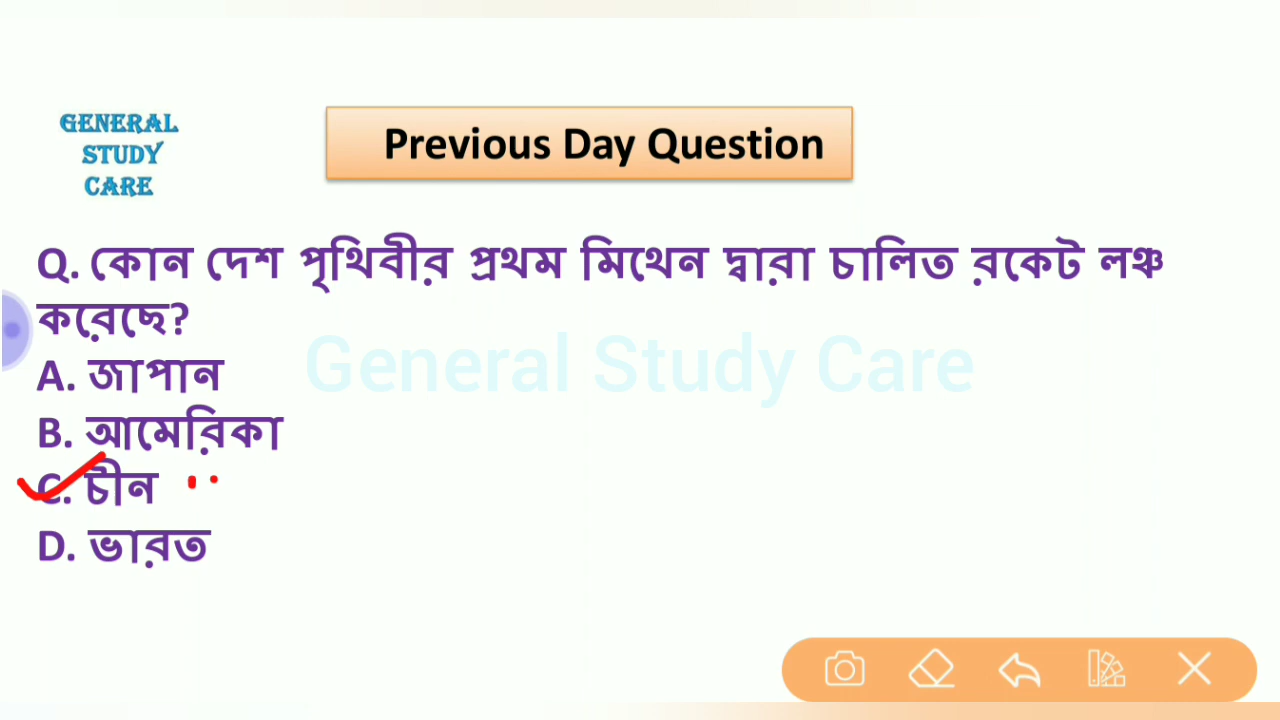 GENERAL
STUDY
CARE
Previous Day Question
Q. কোন দেশ পৃথিবীর প্রথম মিথেন দ্বারা চালিত রকেট লঞ্চ
করেছে?
General Study Care
A. জাপান
B. আমেরিকা
C. চীন
D. ভারত